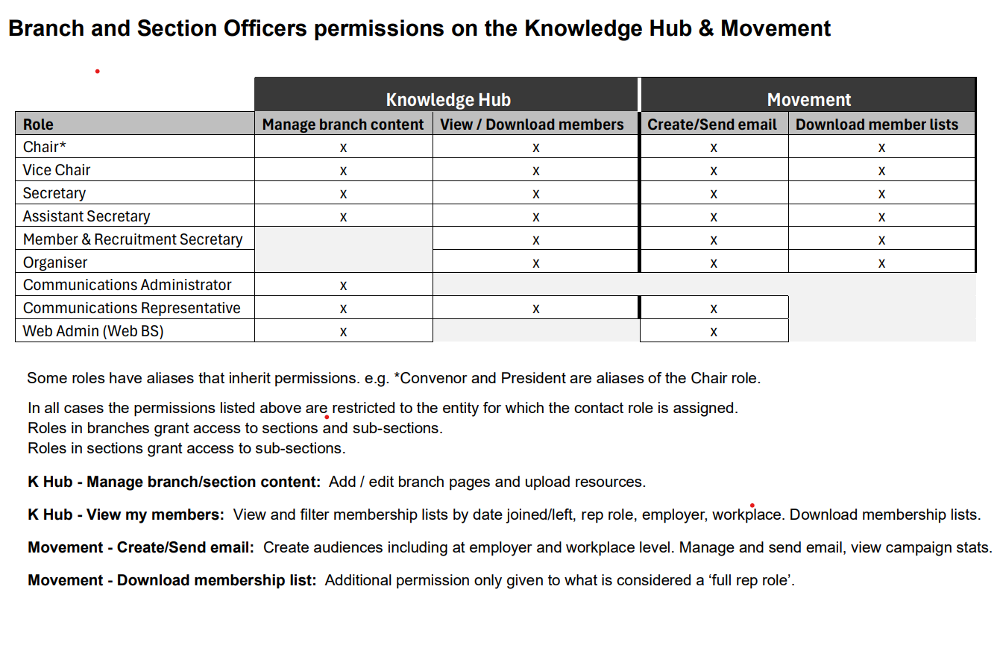 Branch and Section Officers permissions on the Knowledge Hub & Movement
Knowledge Hub Movement
Role Manage branch content View / Download members Create/Send email Download member lists
Chair* x x x x
Vice Chair x x x x
Secretary x x x x
Assistant Secretary x x x x
Member & Recruitment Secretary x x x
Organiser x x x
Communications Administrator x
Communications Representative x x x
Web Admin (Web BS) x x
Some roles have aliases that inherit permissions. e.g. *Convenor and President are aliases of the Chair role.
In all cases the permissions listed above are restricted to the entity for which the contact role is assigned.
Roles in branches grant access to sections and sub-sections.
Roles in sections grant access to sub-sections.
K Hub - Manage branch/section content: Add / edit branch pages and upload resources.
K Hub - View my members: View and filter membership lists by date joined/left, rep role, employer, workplace. Download membership lists.
Movement - Create/Send email: Create audiences including at employer and workplace level. Manage and send email, view campaign stats.
Movement - Download membership list: Additional permission only given to what is considered a ‘full rep role’.